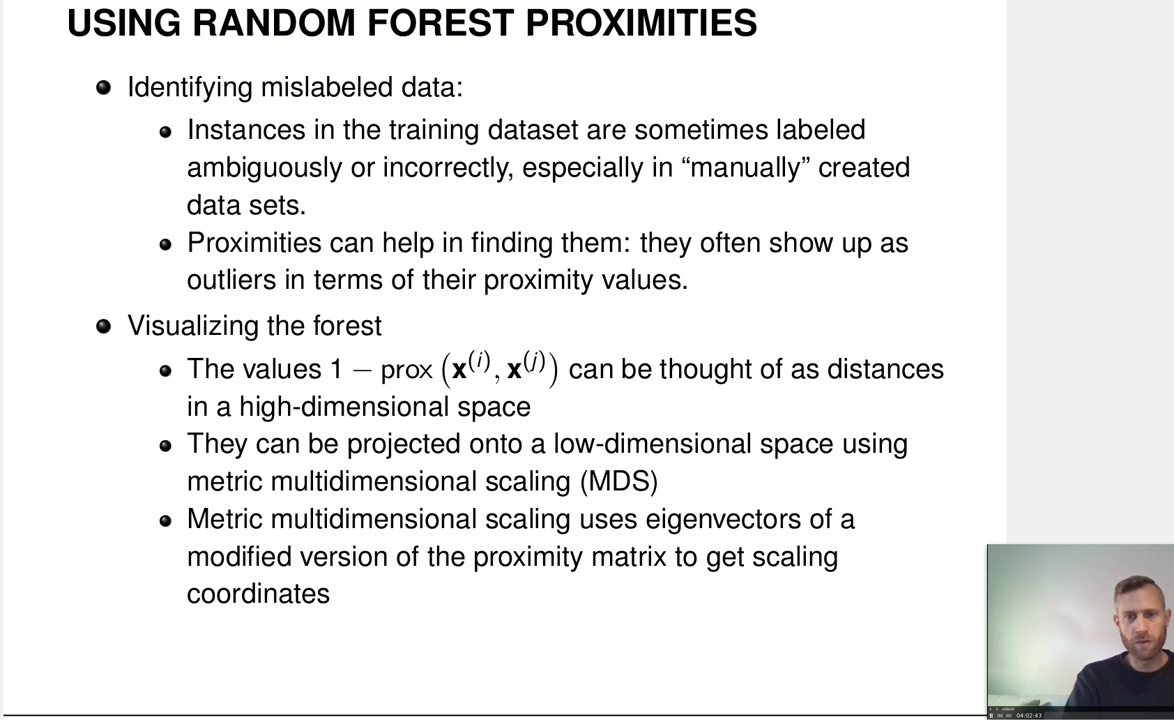 USING RANDOM FOREST PROXIMITIES
Identifying mislabeled data:
Instances in the training dataset are sometimes labeled
ambiguously or incorrectly, especially in “manually” created
data sets.
Proximities can help in finding them: they often show up as
outliers in terms of their proximity values.
Visualizing the forest
The values 1 − prox (x^(i), x^(j)) can be thought of as distances
in a high-dimensional space
They can be projected onto a low-dimensional space using
metric multidimensional scaling (MDS)
Metric multidimensional scaling uses eigenvectors of a
modified version of the proximity matrix to get scaling
coordinates
04:02:43